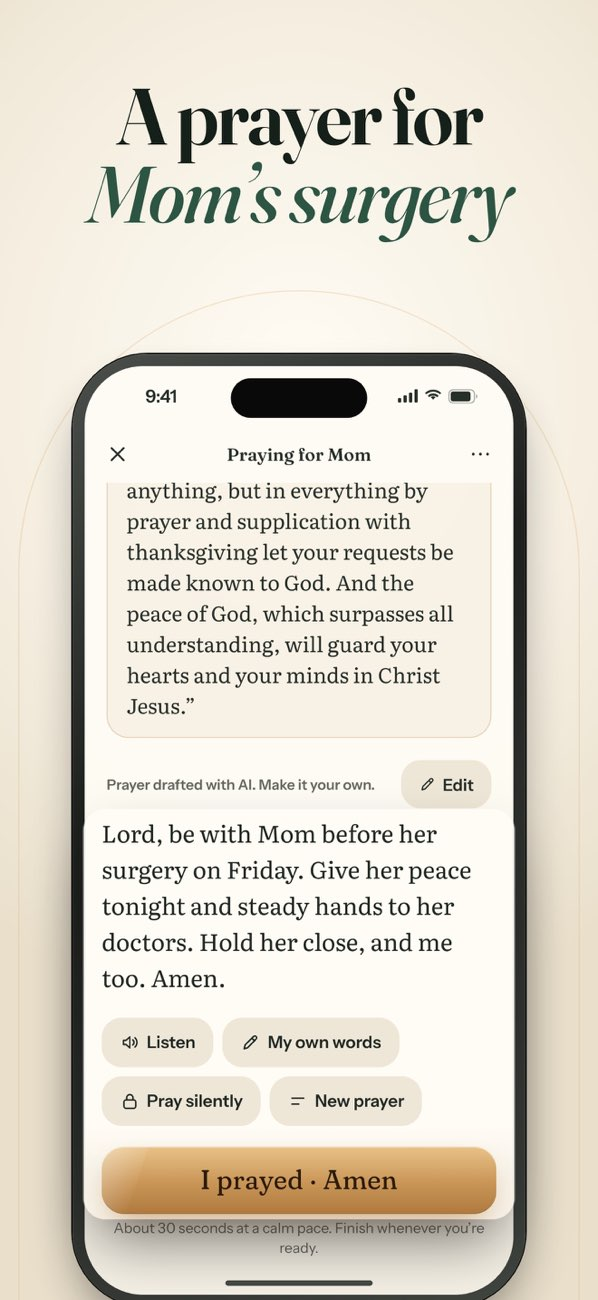 A prayer for
Mom’s surgery
9:41
Praying for Mom
anything, but in everything by
prayer and supplication with
thanksgiving let your requests be
made known to God. And the
peace of God, which surpasses all
understanding, will guard your
hearts and your minds in Christ
Jesus.”
Prayer drafted with AI. Make it your own.
Edit
Lord, be with Mom before her
surgery on Friday. Give her peace
tonight and steady hands to her
doctors. Hold her close, and me
too. Amen.
Listen
My own words
Pray silently
New prayer
I prayed · Amen
About 30 seconds at a calm pace. Finish whenever you’re
ready.